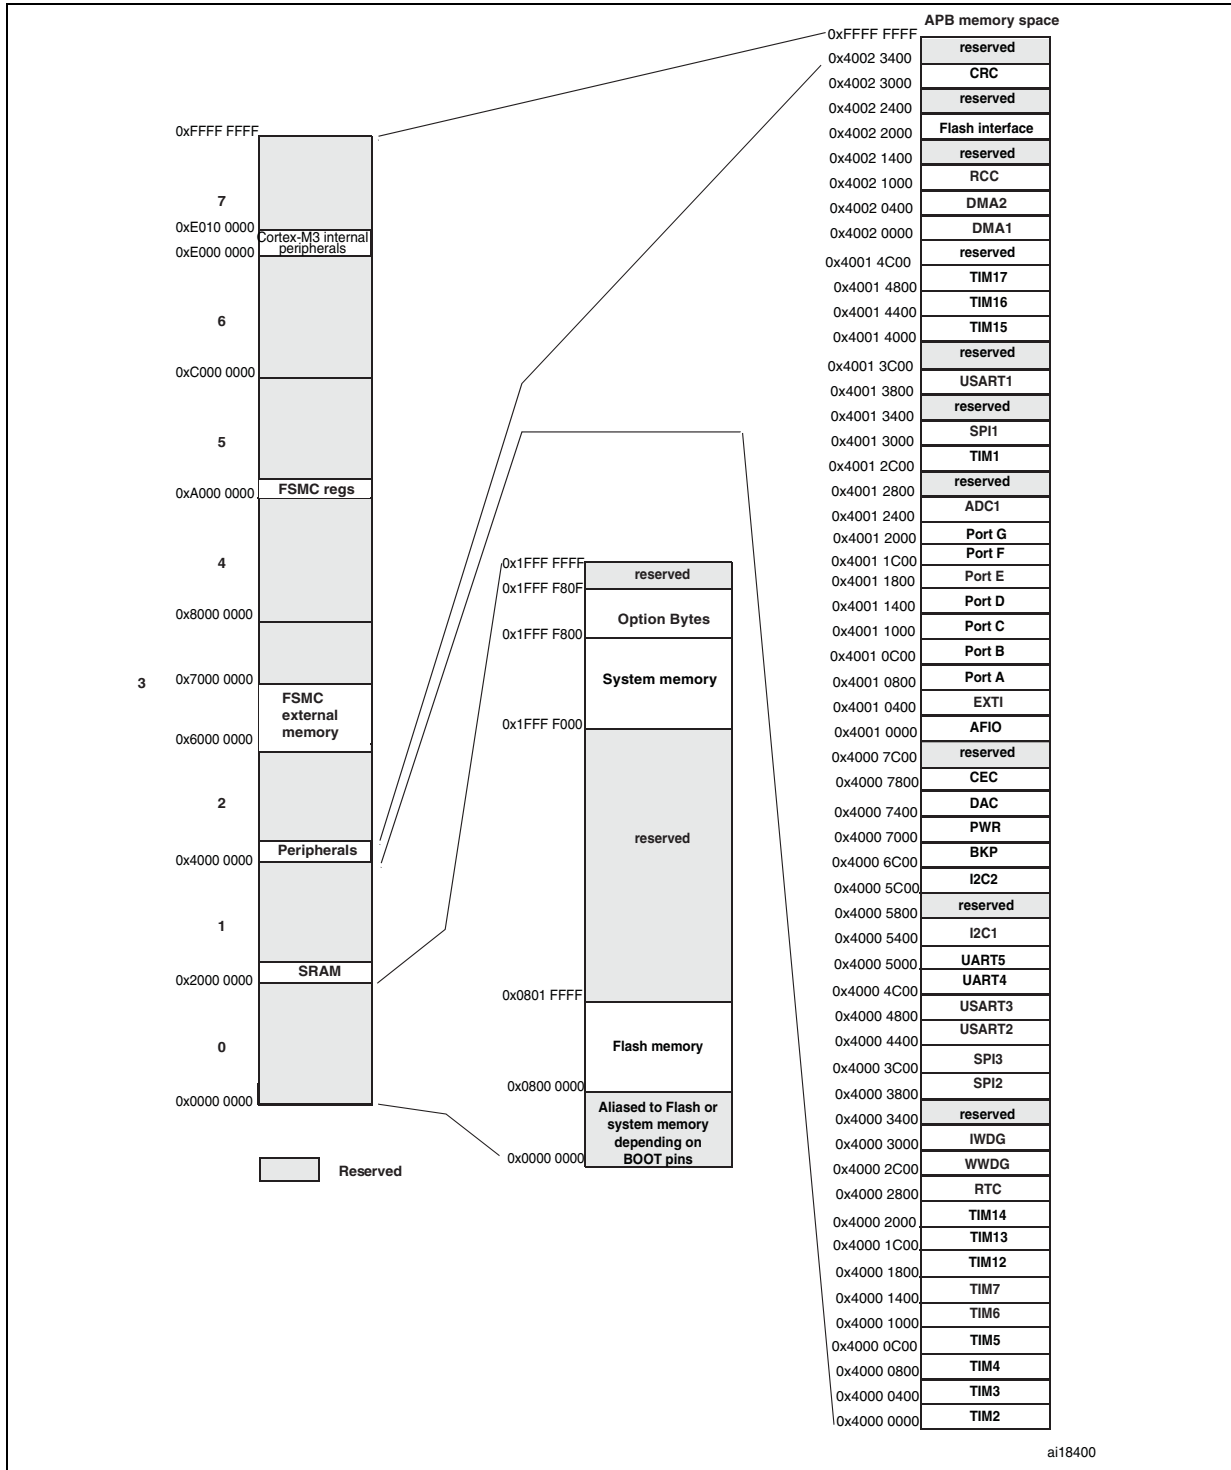 0xFFFF FFFF
7
0xE010 0000
Cortex-M3 internal
peripherals
0xE000 0000
6
0xC000 0000
5
0xA000 0000
FSMC regs
4
0x8000 0000
3
0x7000 0000
FSMC
external
memory
0x6000 0000
2
Peripherals
0x4000 0000
1
SRAM
0x2000 0000
0
0x0000 0000
Reserved
0x1FFF FFFF
reserved
0x1FFF F80F
Option Bytes
0x1FFF F800
System memory
0x1FFF F000
reserved
0x0801 FFFF
Flash memory
0x0800 0000
Aliased to Flash or
system memory
depending on
BOOT pins
0x0000 0000
APB memory space
0xFFFF FFFF
reserved
0x4002 3400
CRC
0x4002 3000
reserved
0x4002 2400
Flash interface
0x4002 2000
reserved
0x4002 1400
RCC
0x4002 1000
DMA2
0x4002 0400
DMA1
0x4002 0000
reserved
0x4001 4C00
TIM17
0x4001 4800
TIM16
0x4001 4400
TIM15
0x4001 4000
reserved
0x4001 3C00
USART1
0x4001 3800
reserved
0x4001 3400
SPI1
0x4001 3000
TIM1
0x4001 2C00
reserved
0x4001 2800
ADC1
0x4001 2400
Port G
0x4001 2000
Port F
0x4001 1C00
Port E
0x4001 1800
Port D
0x4001 1400
Port C
0x4001 1000
Port B
0x4001 0C00
Port A
0x4001 0800
EXTI
0x4001 0400
AFIO
0x4001 0000
reserved
0x4000 7C00
CEC
0x4000 7800
DAC
0x4000 7400
PWR
0x4000 7000
BKP
0x4000 6C00
I2C2
0x4000 5C00
reserved
0x4000 5800
I2C1
0x4000 5400
UART5
0x4000 5000
UART4
0x4000 4C00
USART3
0x4000 4800
USART2
0x4000 4400
SPI3
0x4000 3C00
SPI2
0x4000 3800
reserved
0x4000 3400
IWDG
0x4000 3000
WWDG
0x4000 2C00
RTC
0x4000 2800
TIM14
0x4000 2000
TIM13
0x4000 1C00
TIM12
0x4000 1800
TIM7
0x4000 1400
TIM6
0x4000 1000
TIM5
0x4000 0C00
TIM4
0x4000 0800
TIM3
0x4000 0400
TIM2
0x4000 0000
ai18400